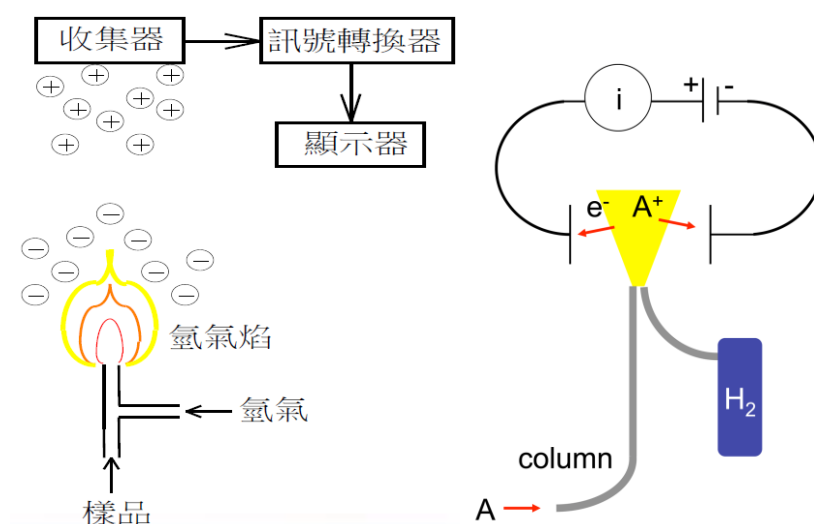 收集器
訊號轉換器
顯示器
氫氣焰
氫氣
樣品
i
+ -
e- A+
H2
column
A